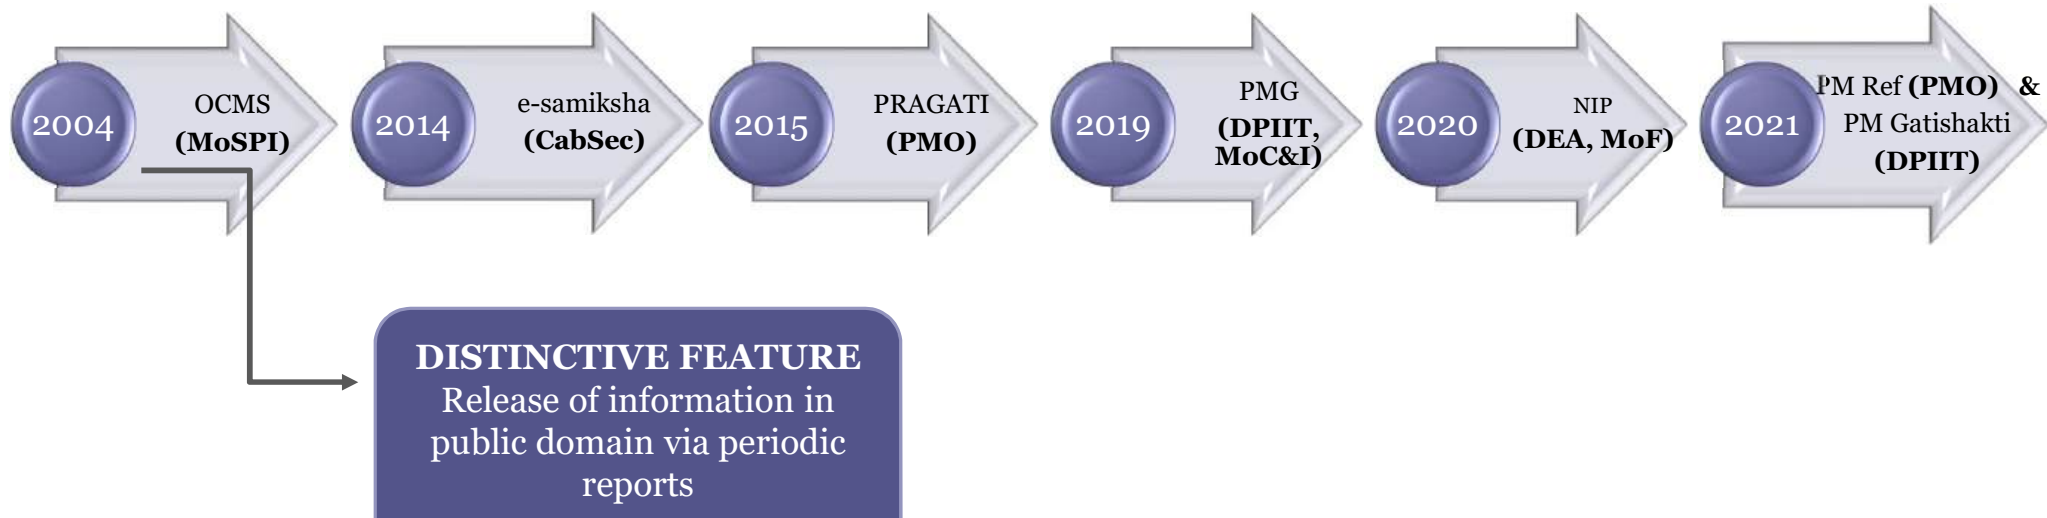 2004
OCMS
(MoSPI)
2014
e-samiksha
(CabSec)
2015
PRAGATI
(PMO)
2019
PMG
(DPIIT,
MoC&I)
2020
NIP
(DEA, MoF)
2021
PM Ref (PMO) &
PM Gatishakti
(DPIIT)
DISTINCTIVE FEATURE
Release of information in
public domain via periodic
reports